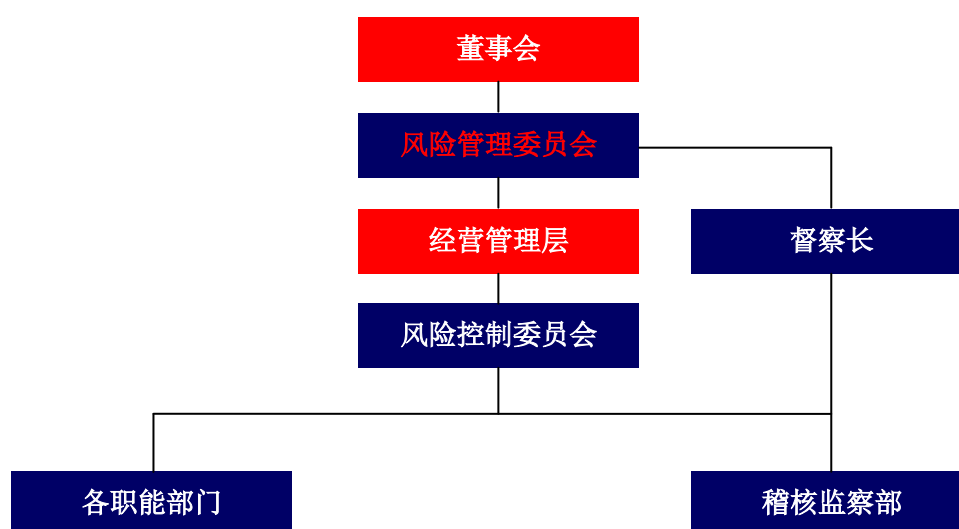 董事会
风险管理委员会
经营管理层
督察长
风险控制委员会
各职能部门
稽核监察部